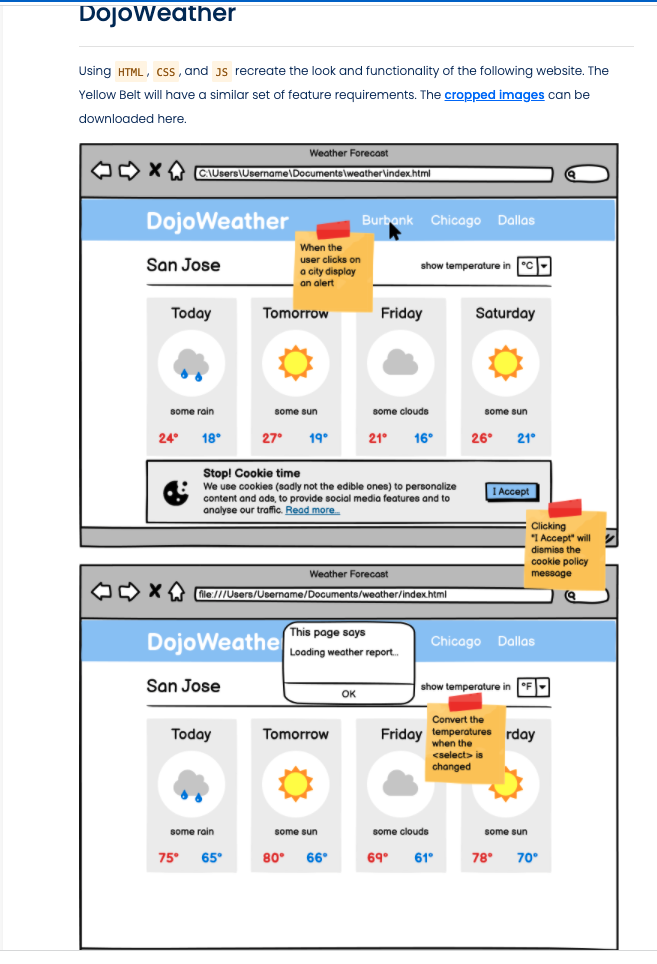 DojoWeather
Using HTML, CSS, and JS recreate the look and functionality of the following website. The
Yellow Belt will have a similar set of feature requirements. The cropped images can be
downloaded here.
Weather Forecast
C:\Users\Username\Documents\weather\index.html
DojoWeather Burbank Chicago Dallas
When the
user clicks on
a city display
an alert
San Jose show temperature in °C
Today Tomorrow Friday Saturday
some rain some sun some clouds some sun
24° 18° 27° 19° 21° 16° 26° 21°
Stop! Cookie time
We use cookies (sadly not the edible ones) to personalize
content and ads, to provide social media features and to
analyse our traffic. Read more...
I Accept
Clicking
"I Accept" will
dismiss the
cookie policy
message
Weather Forecast
file:///Users/Username/Documents/weather/index.html
DojoWeathe Chicago Dallas
This page says
Loading weather report...
OK
San Jose show temperature in °F
Convert the
temperatures
when the
<select> is
changed
Today Tomorrow Friday rday
some rain some sun some clouds some sun
75° 65° 80° 66° 69° 61° 78° 70°